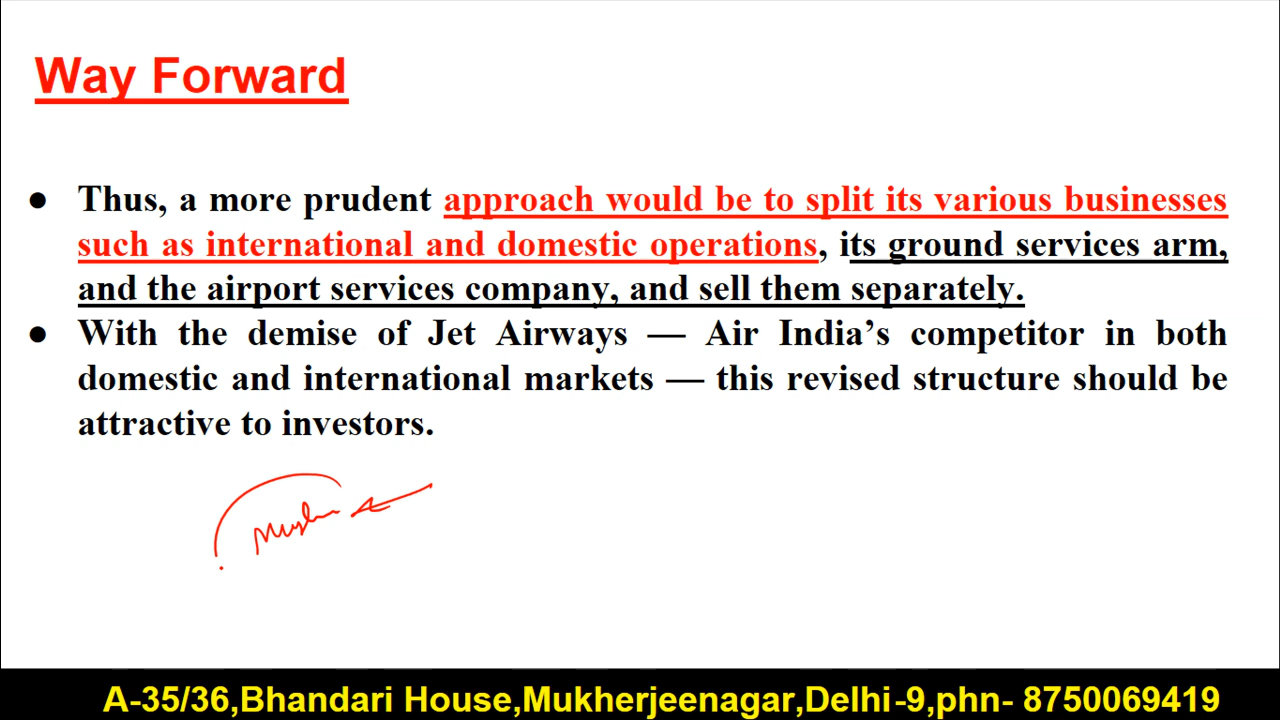 Way Forward
● Thus, a more prudent approach would be to split its various businesses
such as international and domestic operations, its ground services arm,
and the airport services company, and sell them separately.
● With the demise of Jet Airways — Air India’s competitor in both
domestic and international markets — this revised structure should be
attractive to investors.
A-35/36,Bhandari House,Mukherjeenagar,Delhi-9,phn- 8750069419